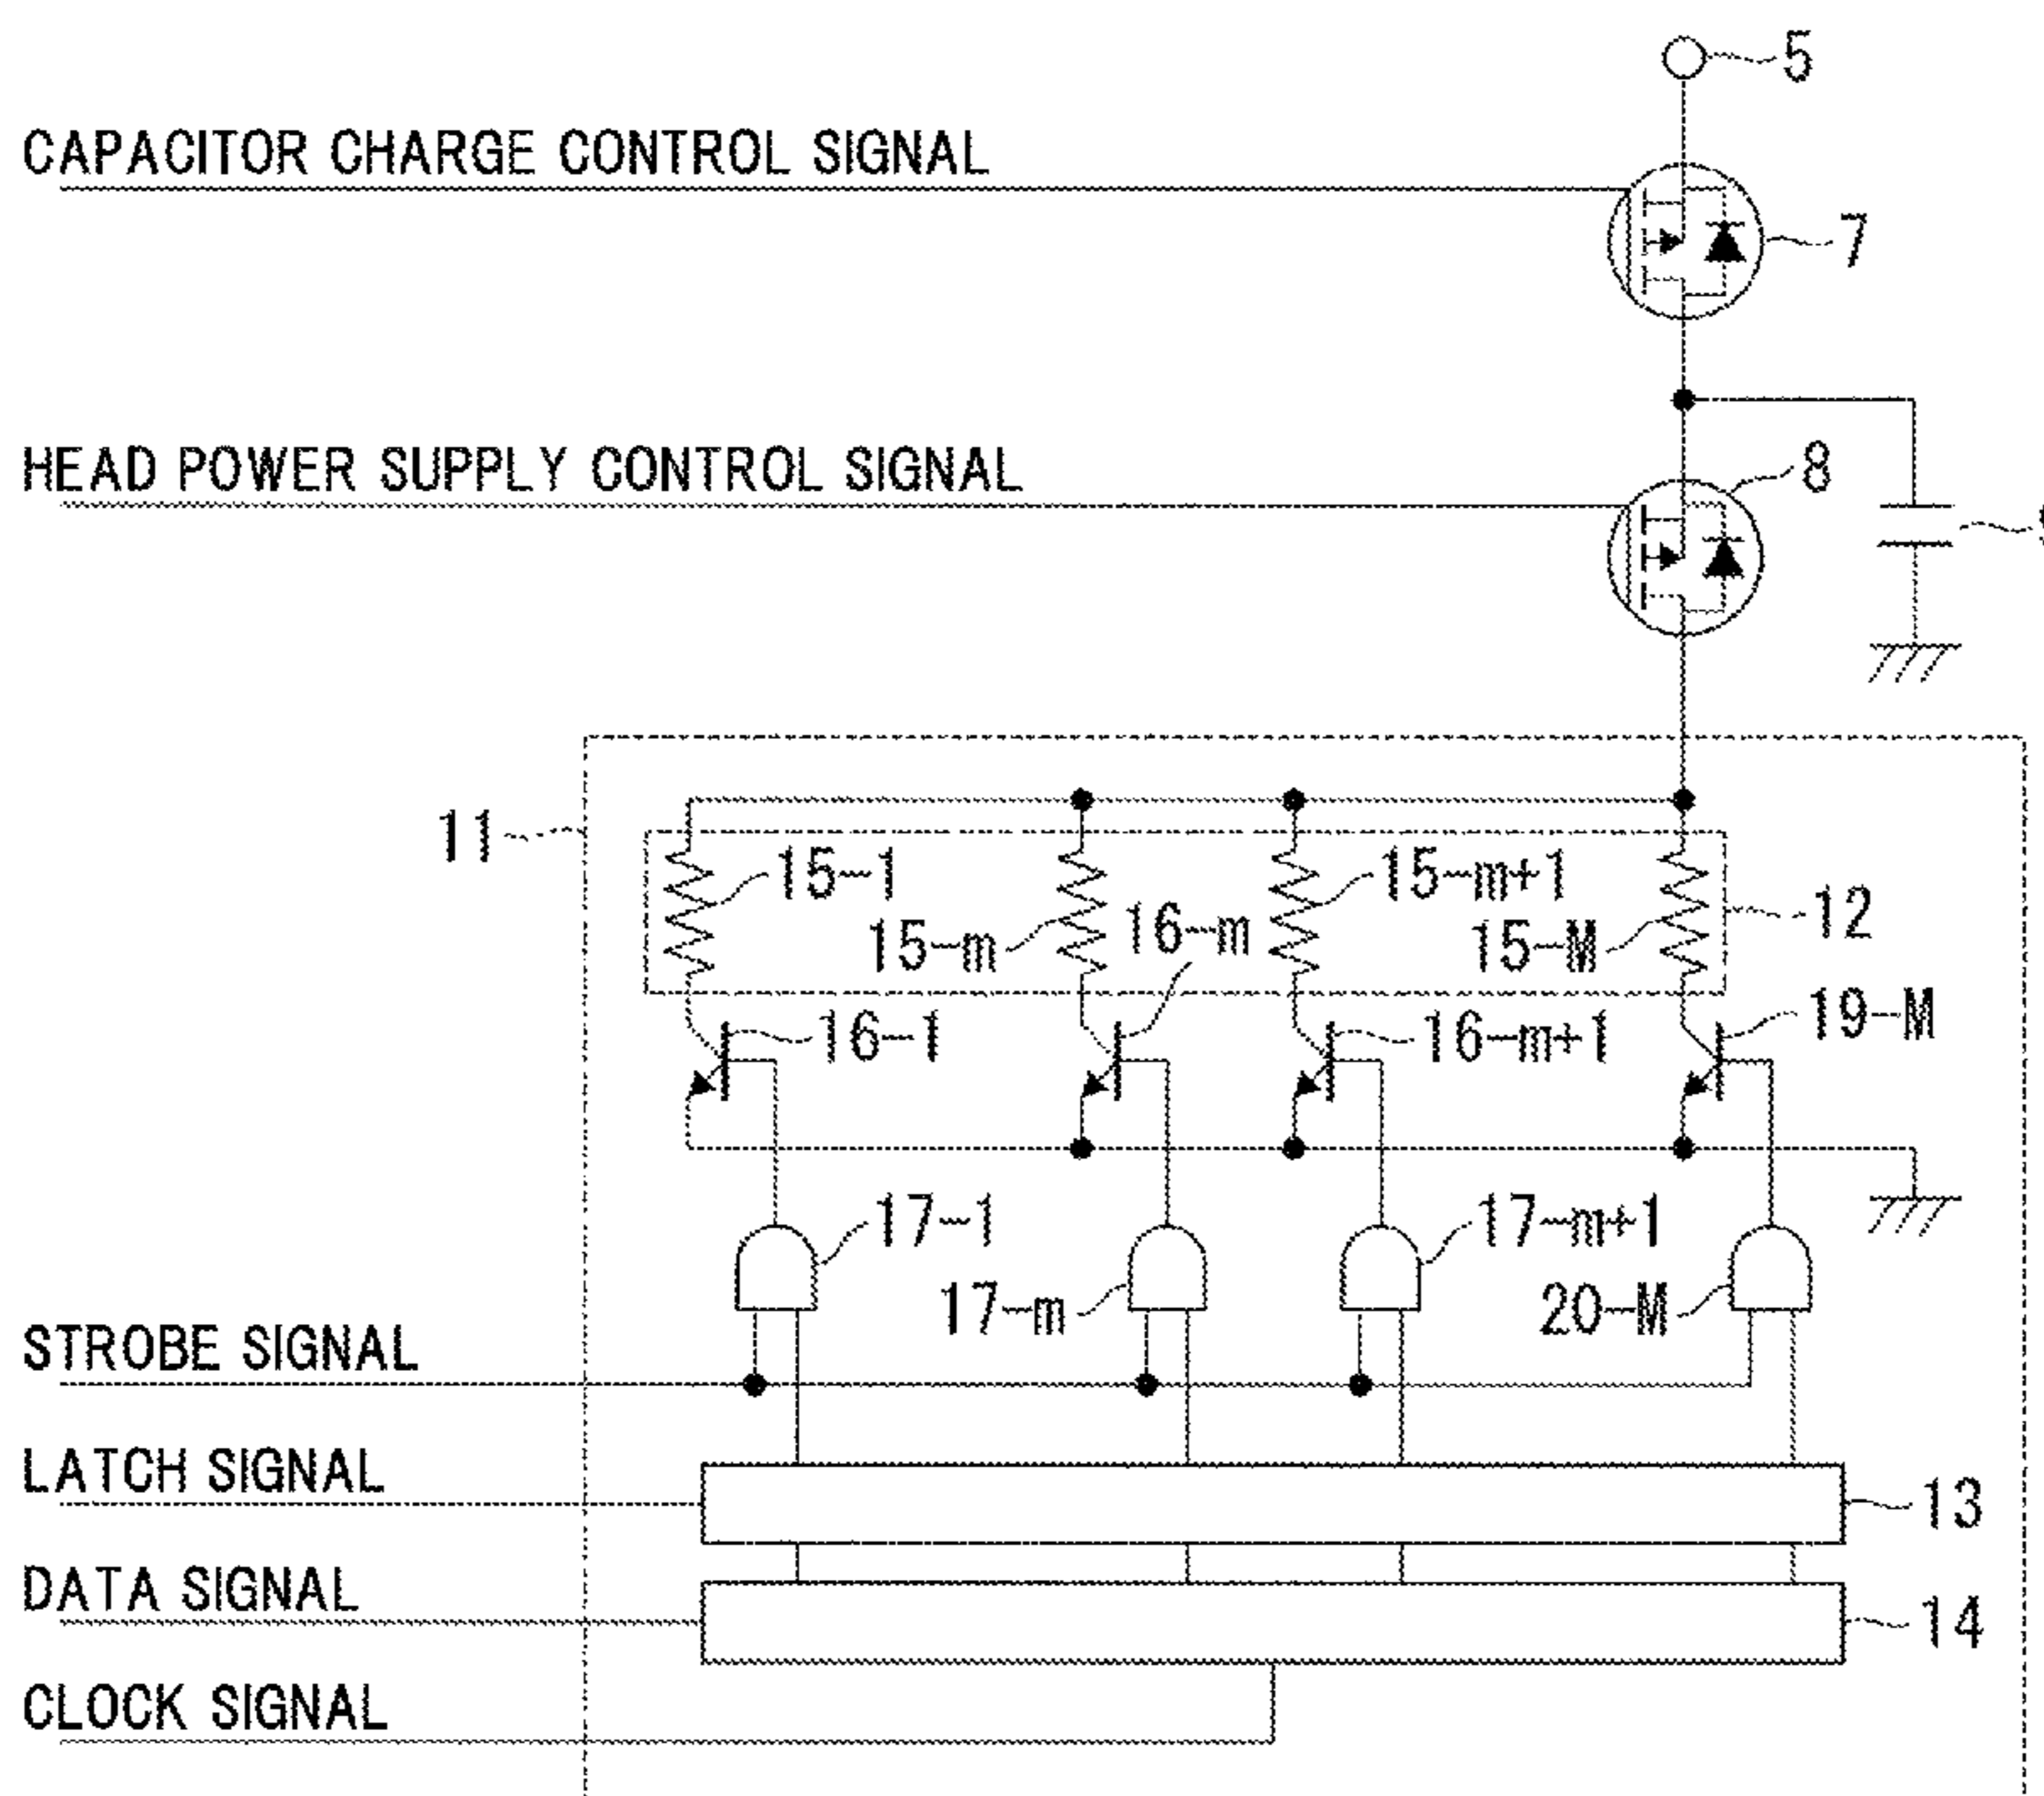 5
CAPACITOR CHARGE CONTROL SIGNAL
7
HEAD POWER SUPPLY CONTROL SIGNAL
8
11
15-1
15-m
16-m
15-m+1
15-M
12
16-1
16-m+1
19-M
17-1
17-m
17-m+1
20-M
STROBE SIGNAL
LATCH SIGNAL
13
DATA SIGNAL
14
CLOCK SIGNAL